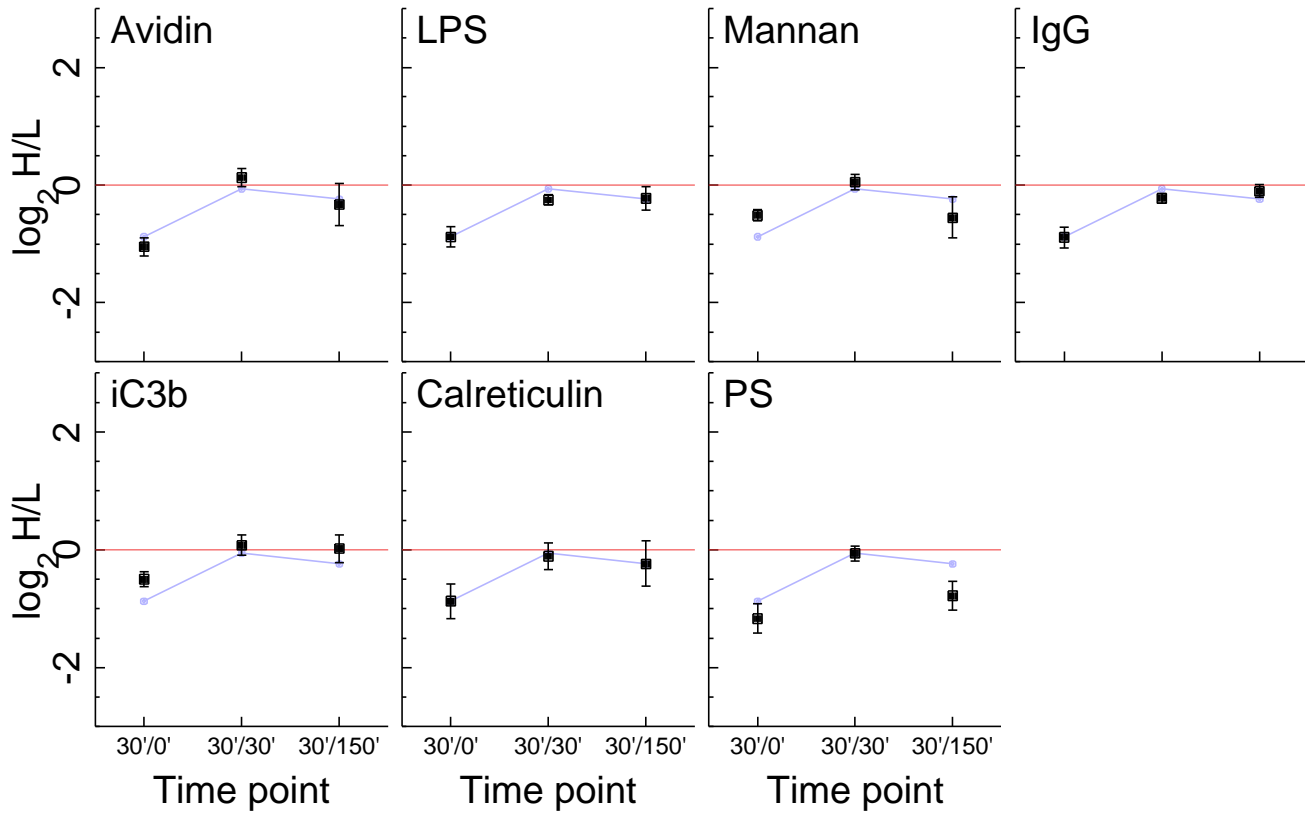 Avidin
LPS
Mannan
IgG
2
0
-2
log2 H/L
iC3b
Calreticulin
PS
2
0
-2
log2 H/L
30'/0' 30'/30' 30'/150'
30'/0' 30'/30' 30'/150'
30'/0' 30'/30' 30'/150'
Time point
Time point
Time point